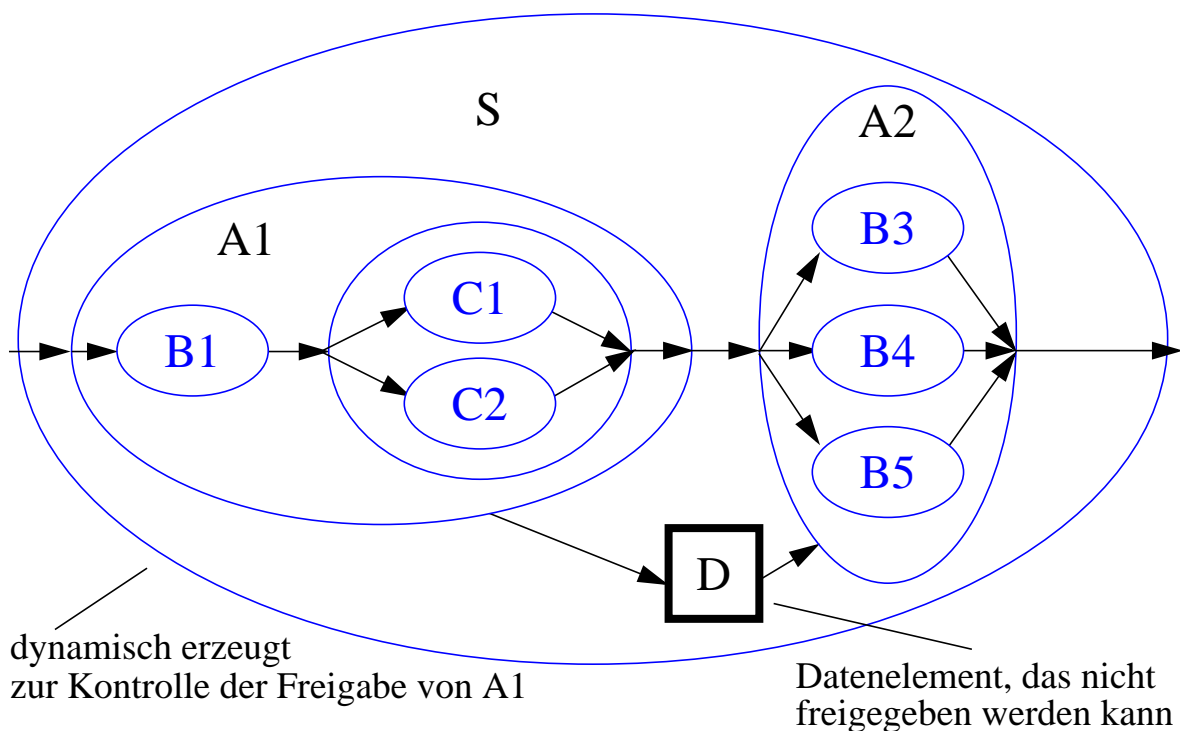 S
A2
A1
B3
C1
B1
B4
C2
B5
D
dynamisch erzeugt
zur Kontrolle der Freigabe von A1
Datenelement, das nicht
freigegeben werden kann